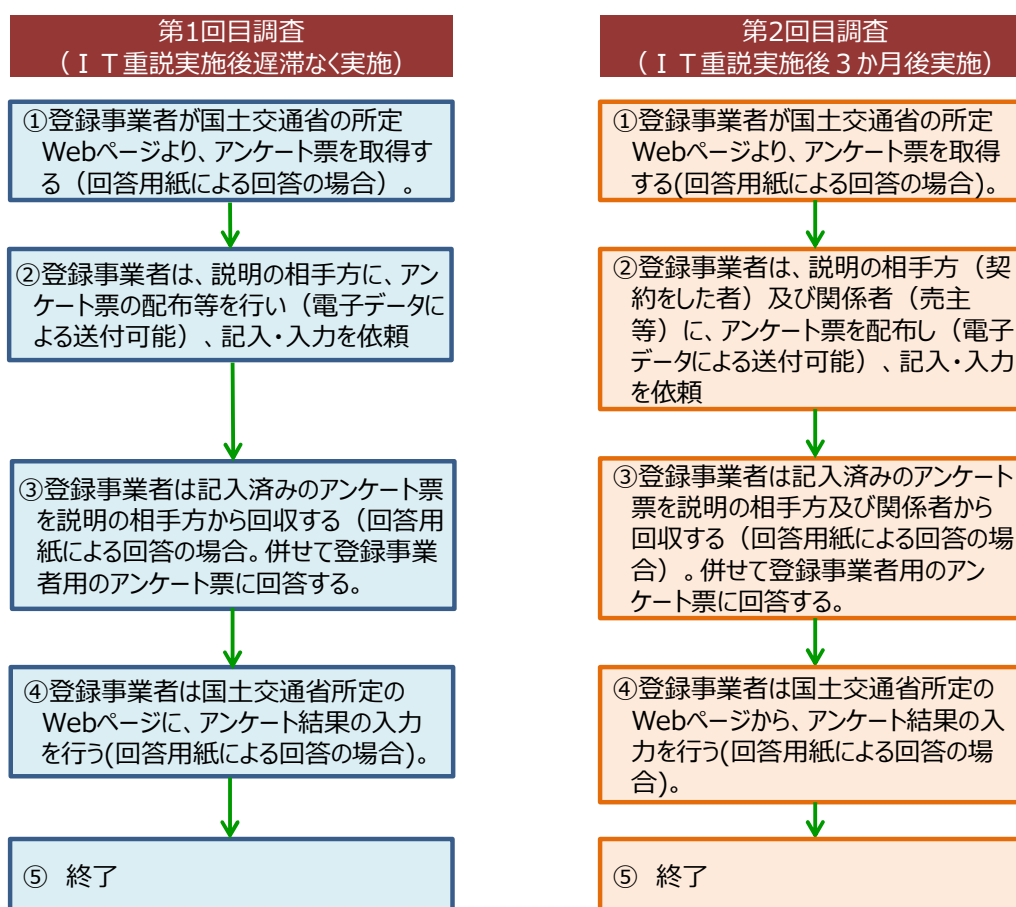 第1回目調査
（ＩＴ重説実施後遅滞なく実施）
①登録事業者が国土交通省の所定
Webページより、アンケート票を取得す
る（回答用紙による回答の場合）。
②登録事業者は、説明の相手方に、アン
ケート票の配布等を行い（電子データに
よる送付可能）、記入・入力を依頼
③登録事業者は記入済みのアンケート票
を説明の相手方から回収する（回答用
紙による回答の場合。併せて登録事業
者用のアンケート票に回答する。
④登録事業者は国土交通省所定の
Webページに、アンケート結果の入力
を行う(回答用紙による回答の場合)。
⑤ 終了
第2回目調査
（ＩＴ重説実施後３か月後実施）
①登録事業者が国土交通省の所定
Webページより、アンケート票を取得
する(回答用紙による回答の場合)。
②登録事業者は、説明の相手方（契
約をした者）及び関係者（売主
等）に、アンケート票を配布し（電子
データによる送付可能）、記入・入力
を依頼
③登録事業者は記入済みのアンケート
票を説明の相手方及び関係者から
回収する（回答用紙による回答の場
合）。併せて登録事業者用のアン
ケート票に回答する。
④登録事業者は国土交通省所定の
Webページから、アンケート結果の入
力を行う(回答用紙による回答の場
合)。
⑤ 終了